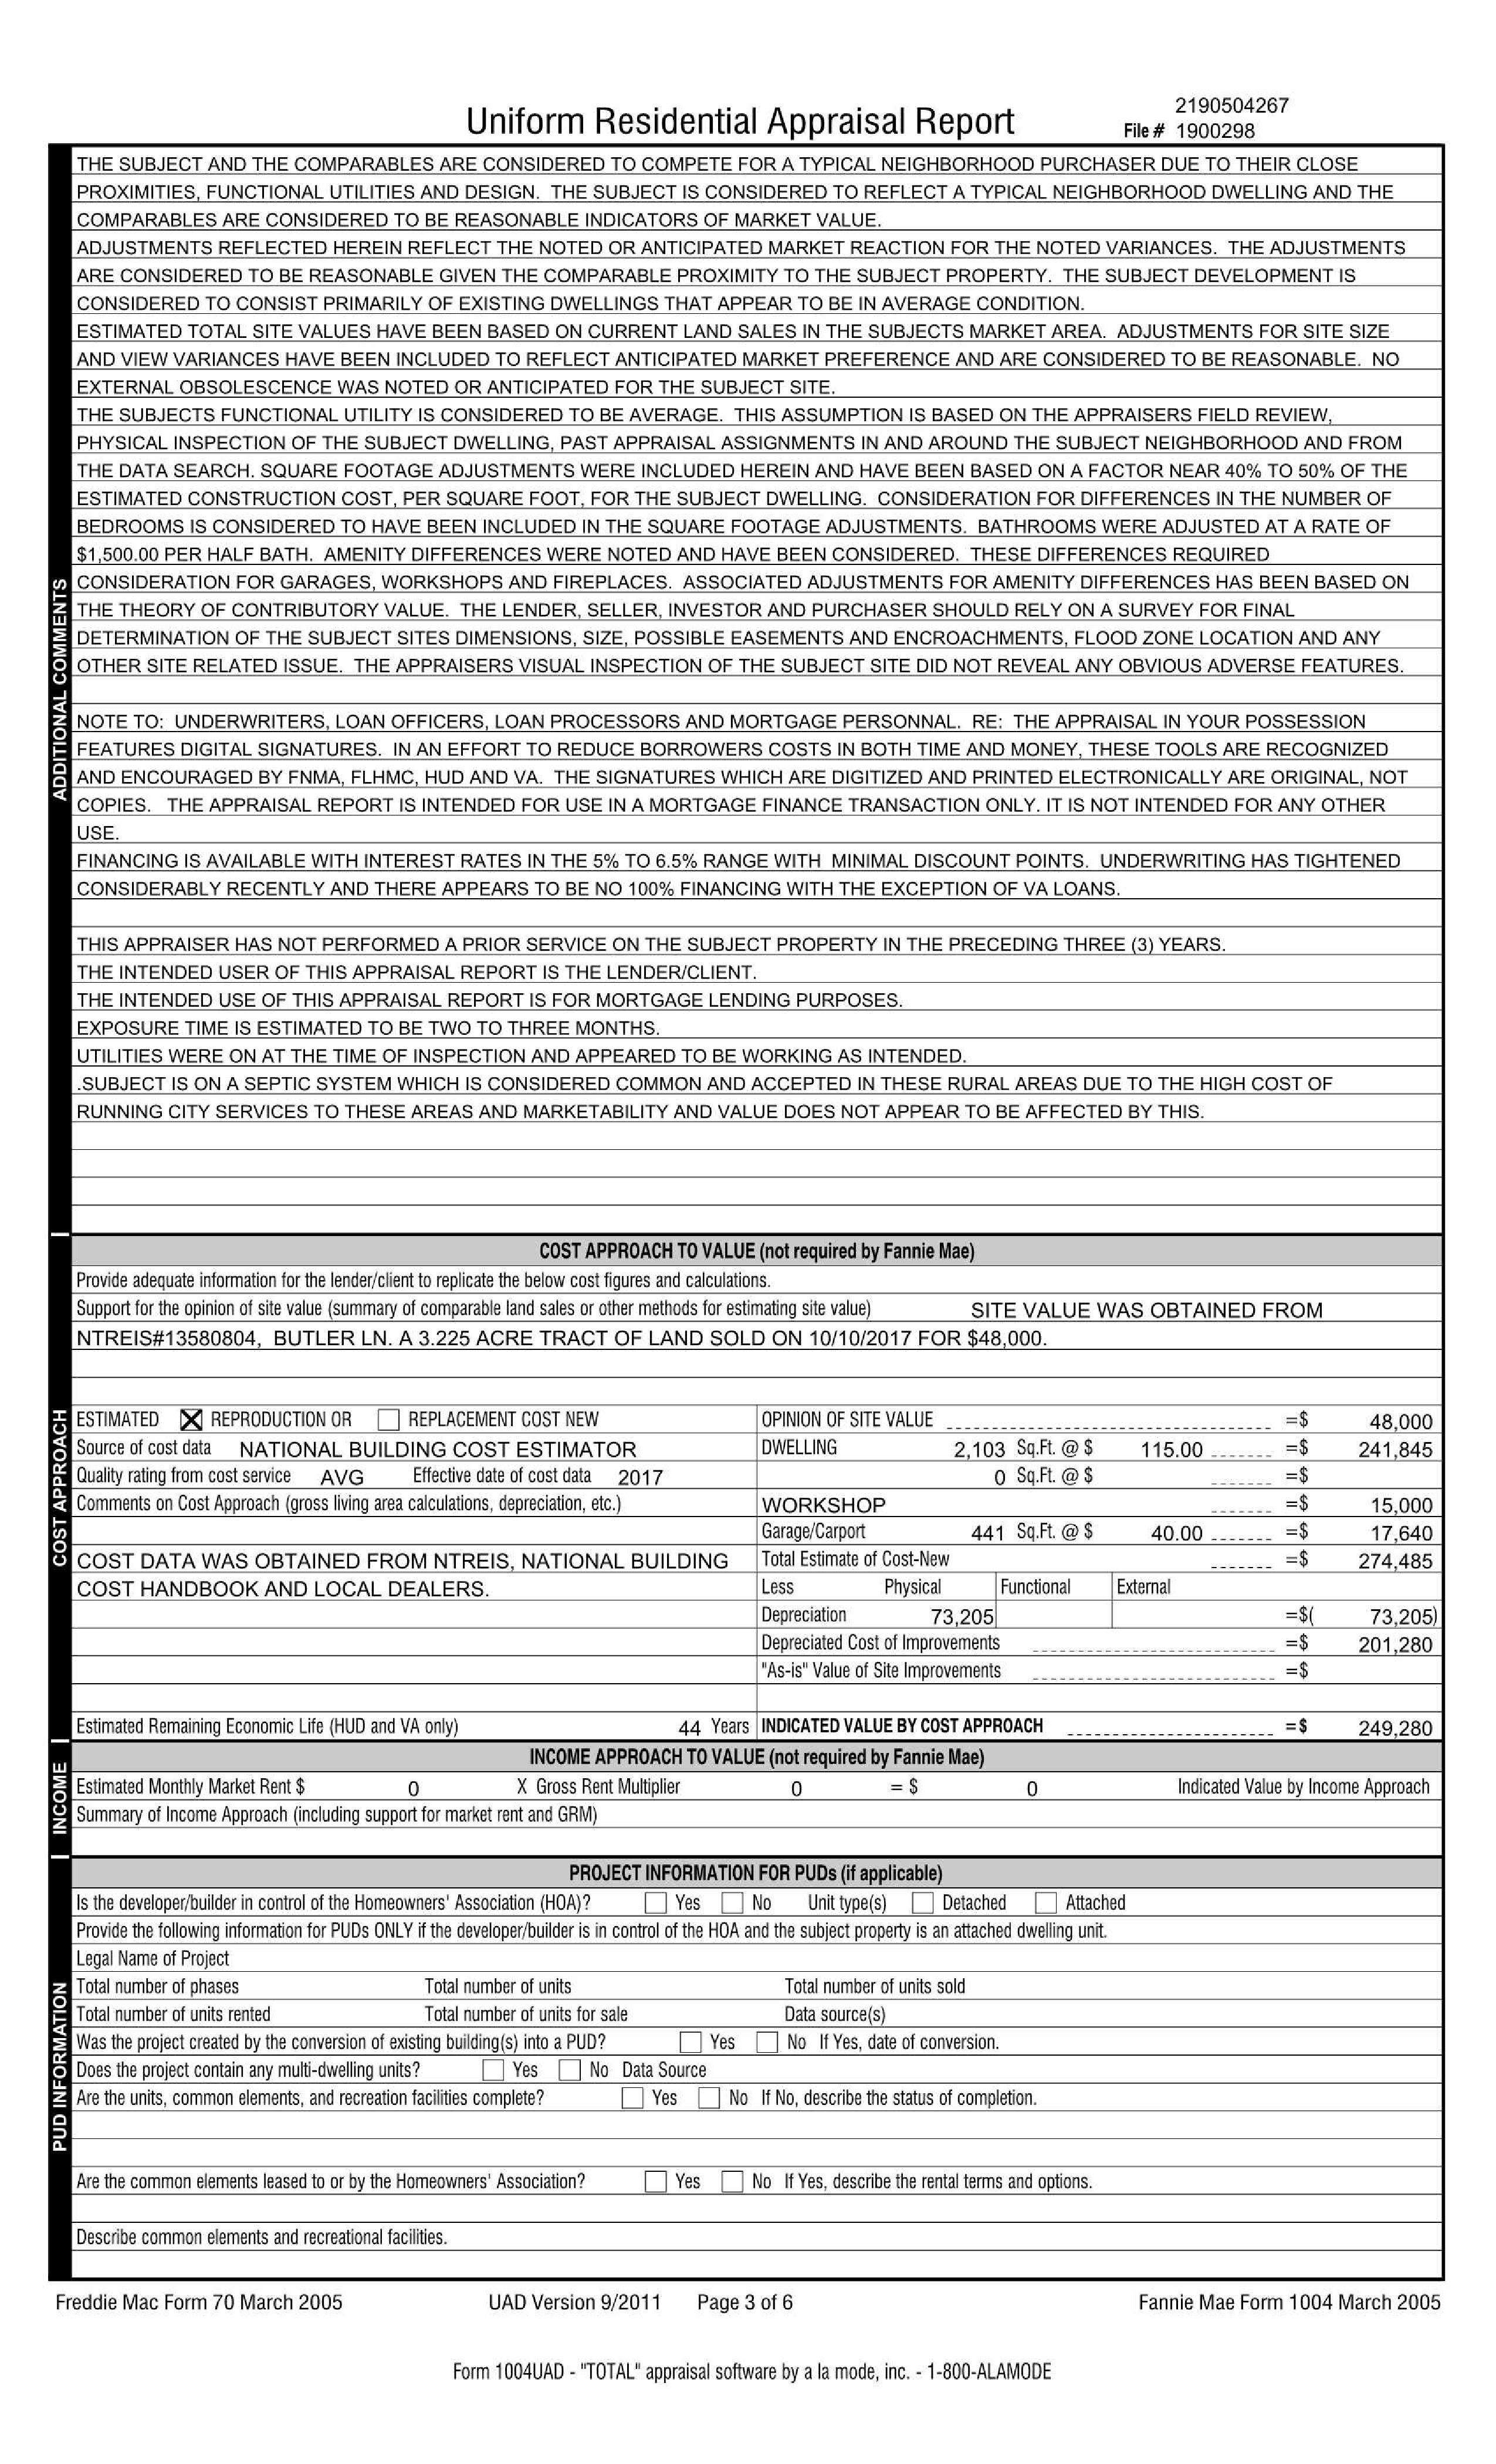 2190504267
Uniform Residential Appraisal Report
File # 1900298
THE SUBJECT AND THE COMPARABLES ARE CONSIDERED TO COMPETE FOR A TYPICAL NEIGHBORHOOD PURCHASER DUE TO THEIR CLOSE
PROXIMITIES, FUNCTIONAL UTILITIES AND DESIGN. THE SUBJECT IS CONSIDERED TO REFLECT A TYPICAL NEIGHBORHOOD DWELLING AND THE
COMPARABLES ARE CONSIDERED TO BE REASONABLE INDICATORS OF MARKET VALUE.
ADJUSTMENTS REFLECTED HEREIN REFLECT THE NOTED OR ANTICIPATED MARKET REACTION FOR THE NOTED VARIANCES. THE ADJUSTMENTS
ARE CONSIDERED TO BE REASONABLE GIVEN THE COMPARABLE PROXIMITY TO THE SUBJECT PROPERTY. THE SUBJECT DEVELOPMENT IS
CONSIDERED TO CONSIST PRIMARILY OF EXISTING DWELLINGS THAT APPEAR TO BE IN AVERAGE CONDITION.
ESTIMATED TOTAL SITE VALUES HAVE BEEN BASED ON CURRENT LAND SALES IN THE SUBJECTS MARKET AREA. ADJUSTMENTS FOR SITE SIZE
AND VIEW VARIANCES HAVE BEEN INCLUDED TO REFLECT ANTICIPATED MARKET PREFERENCE AND ARE CONSIDERED TO BE REASONABLE. NO
EXTERNAL OBSOLESCENCE WAS NOTED OR ANTICIPATED FOR THE SUBJECT SITE.
THE SUBJECTS FUNCTIONAL UTILITY IS CONSIDERED TO BE AVERAGE. THIS ASSUMPTION IS BASED ON THE APPRAISERS FIELD REVIEW,
PHYSICAL INSPECTION OF THE SUBJECT DWELLING, PAST APPRAISAL ASSIGNMENTS IN AND AROUND THE SUBJECT NEIGHBORHOOD AND FROM
THE DATA SEARCH. SQUARE FOOTAGE ADJUSTMENTS WERE INCLUDED HEREIN AND HAVE BEEN BASED ON A FACTOR NEAR 40% TO 50% OF THE
ESTIMATED CONSTRUCTION COST, PER SQUARE FOOT, FOR THE SUBJECT DWELLING. CONSIDERATION FOR DIFFERENCES IN THE NUMBER OF
BEDROOMS IS CONSIDERED TO HAVE BEEN INCLUDED IN THE SQUARE FOOTAGE ADJUSTMENTS. BATHROOMS WERE ADJUSTED AT A RATE OF
$1,500.00 PER HALF BATH. AMENITY DIFFERENCES WERE NOTED AND HAVE BEEN CONSIDERED. THESE DIFFERENCES REQUIRED
CONSIDERATION FOR GARAGES, WORKSHOPS AND FIREPLACES. ASSOCIATED ADJUSTMENTS FOR AMENITY DIFFERENCES HAS BEEN BASED ON
THE THEORY OF CONTRIBUTORY VALUE. THE LENDER, SELLER, INVESTOR AND PURCHASER SHOULD RELY ON A SURVEY FOR FINAL
DETERMINATION OF THE SUBJECT SITES DIMENSIONS, SIZE, POSSIBLE EASEMENTS AND ENCROACHMENTS, FLOOD ZONE LOCATION AND ANY
OTHER SITE RELATED ISSUE. THE APPRAISERS VISUAL INSPECTION OF THE SUBJECT SITE DID NOT REVEAL ANY OBVIOUS ADVERSE FEATURES.
ADDITIONAL COMMENTS
NOTE TO: UNDERWRITERS, LOAN OFFICERS, LOAN PROCESSORS AND MORTGAGE PERSONNAL. RE: THE APPRAISAL IN YOUR POSSESSION
FEATURES DIGITAL SIGNATURES. IN AN EFFORT TO REDUCE BORROWERS COSTS IN BOTH TIME AND MONEY, THESE TOOLS ARE RECOGNIZED
AND ENCOURAGED BY FNMA, FLHMC, HUD AND VA. THE SIGNATURES WHICH ARE DIGITIZED AND PRINTED ELECTRONICALLY ARE ORIGINAL, NOT
COPIES. THE APPRAISAL REPORT IS INTENDED FOR USE IN A MORTGAGE FINANCE TRANSACTION ONLY. IT IS NOT INTENDED FOR ANY OTHER
USE.
FINANCING IS AVAILABLE WITH INTEREST RATES IN THE 5% TO 6.5% RANGE WITH MINIMAL DISCOUNT POINTS. UNDERWRITING HAS TIGHTENED
CONSIDERABLY RECENTLY AND THERE APPEARS TO BE NO 100% FINANCING WITH THE EXCEPTION OF VA LOANS.
THIS APPRAISER HAS NOT PERFORMED A PRIOR SERVICE ON THE SUBJECT PROPERTY IN THE PRECEDING THREE (3) YEARS.
THE INTENDED USER OF THIS APPRAISAL REPORT IS THE LENDER/CLIENT.
THE INTENDED USE OF THIS APPRAISAL REPORT IS FOR MORTGAGE LENDING PURPOSES.
EXPOSURE TIME IS ESTIMATED TO BE TWO TO THREE MONTHS.
UTILITIES WERE ON AT THE TIME OF INSPECTION AND APPEARED TO BE WORKING AS INTENDED.
.SUBJECT IS ON A SEPTIC SYSTEM WHICH IS CONSIDERED COMMON AND ACCEPTED IN THESE RURAL AREAS DUE TO THE HIGH COST OF
RUNNING CITY SERVICES TO THESE AREAS AND MARKETABILITY AND VALUE DOES NOT APPEAR TO BE AFFECTED BY THIS.
COST APPROACH TO VALUE (not required by Fannie Mae)
Provide adequate information for the lender/client to replicate the below cost figures and calculations.
Support for the opinion of site value (summary of comparable land sales or other methods for estimating site value) SITE VALUE WAS OBTAINED FROM
NTREIS#13580804, BUTLER LN. A 3.225 ACRE TRACT OF LAND SOLD ON 10/10/2017 FOR $48,000.
COST APPROACH
ESTIMATED REPRODUCTION OR REPLACEMENT COST NEW OPINION OF SITE VALUE =$ 48,000
Source of cost data NATIONAL BUILDING COST ESTIMATOR DWELLING 2,103 Sq.Ft. @ $ 115.00 =$ 241,845
Quality rating from cost service AVG Effective date of cost data 2017 0 Sq.Ft. @ $ =$
Comments on Cost Approach (gross living area calculations, depreciation, etc.) WORKSHOP =$ 15,000
Garage/Carport 441 Sq.Ft. @ $ 40.00 =$ 17,640
COST DATA WAS OBTAINED FROM NTREIS, NATIONAL BUILDING Total Estimate of Cost-New =$ 274,485
COST HANDBOOK AND LOCAL DEALERS. Less Physical Functional External
Depreciation 73,205 =$( 73,205)
Depreciated Cost of Improvements =$ 201,280
"As-is" Value of Site Improvements =$
Estimated Remaining Economic Life (HUD and VA only) 44 Years INDICATED VALUE BY COST APPROACH =$ 249,280
INCOME
INCOME APPROACH TO VALUE (not required by Fannie Mae)
Estimated Monthly Market Rent $ 0 X Gross Rent Multiplier 0 = $ 0 Indicated Value by Income Approach
Summary of Income Approach (including support for market rent and GRM)
PROJECT INFORMATION FOR PUDs (if applicable)
Is the developer/builder in control of the Homeowners' Association (HOA)? Yes No Unit type(s) Detached Attached
Provide the following information for PUDs ONLY if the developer/builder is in control of the HOA and the subject property is an attached dwelling unit.
Legal Name of Project
PUD INFORMATION
Total number of phases Total number of units Total number of units sold
Total number of units rented Total number of units for sale Data source(s)
Was the project created by the conversion of existing building(s) into a PUD? Yes No If Yes, date of conversion.
Does the project contain any multi-dwelling units? Yes No Data Source
Are the units, common elements, and recreation facilities complete? Yes No If No, describe the status of completion.
Are the common elements leased to or by the Homeowners' Association? Yes No If Yes, describe the rental terms and options.
Describe common elements and recreational facilities.
Freddie Mac Form 70 March 2005 UAD Version 9/2011 Page 3 of 6 Fannie Mae Form 1004 March 2005
Form 1004UAD - "TOTAL" appraisal software by a la mode, inc. - 1-800-ALAMODE